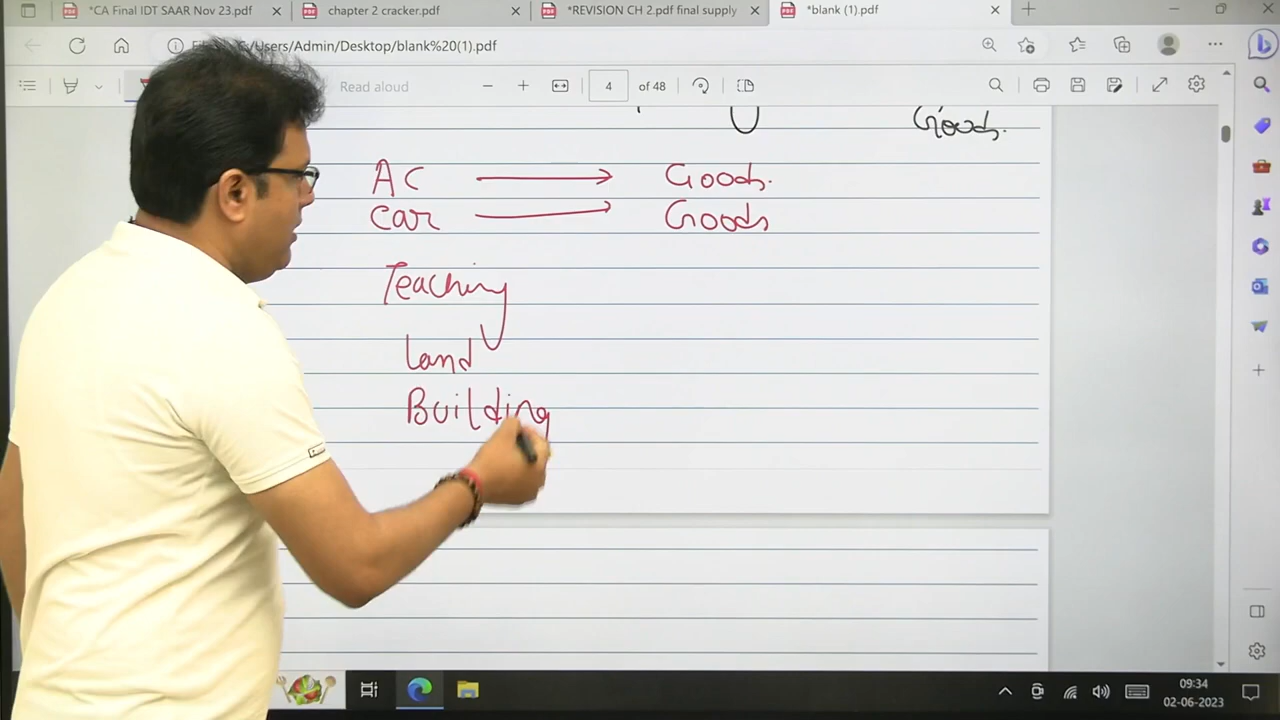 *CA Final IDT SAAR Nov 23.pdf
chapter 2 cracker.pdf
*REVISION CH 2.pdf final supply
*blank (1).pdf
C:/Users/Admin/Desktop/blank%20(1).pdf
Read aloud
4 of 48
Goods.
AC → Goods.
Car → Goods
Teaching
Land
Building
09:34
02-06-2023